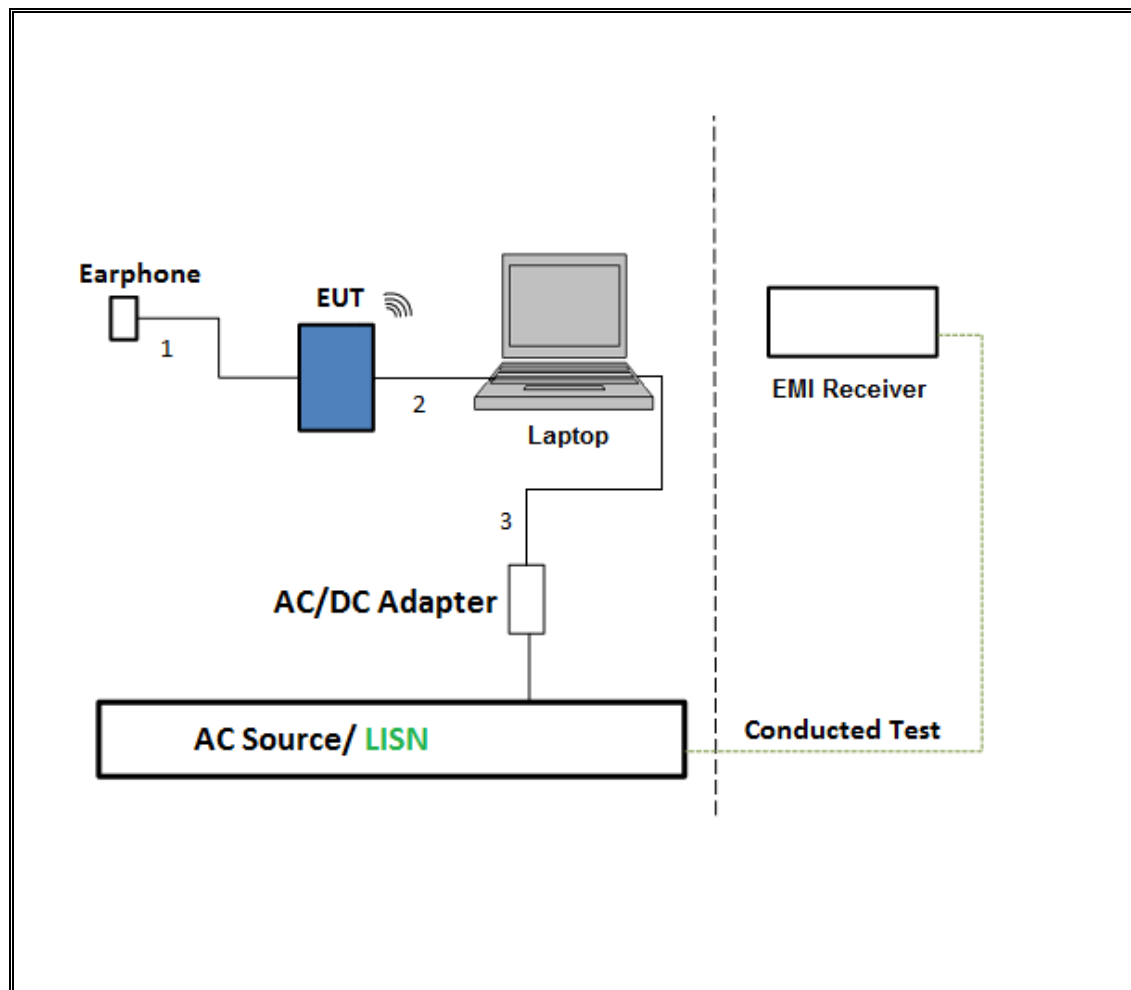 Earphone
1
EUT
2
Laptop
EMI Receiver
3
AC/DC Adapter
AC Source/ LISN
Conducted Test